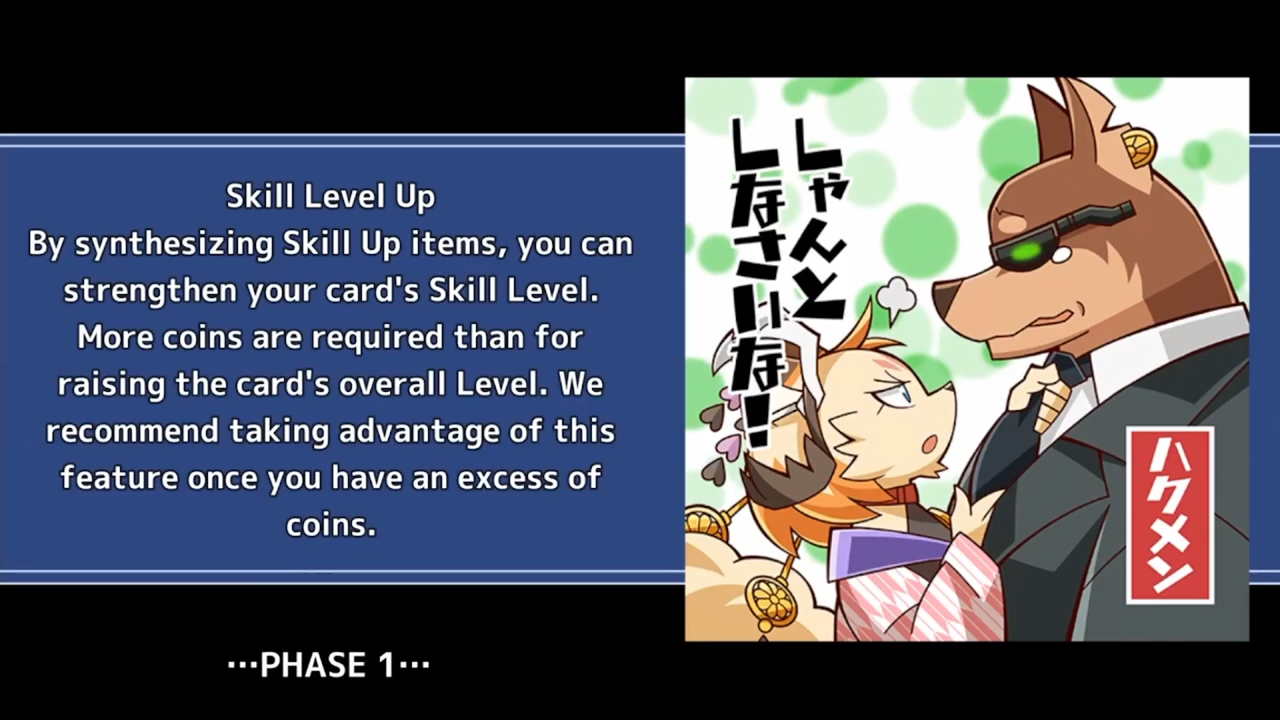 Skill Level Up
By synthesizing Skill Up items, you can
strengthen your card's Skill Level.
More coins are required than for
raising the card's overall Level. We
recommend taking advantage of this
feature once you have an excess of
coins.
…PHASE 1…
しゃんと
しなさいな!
ハクメン